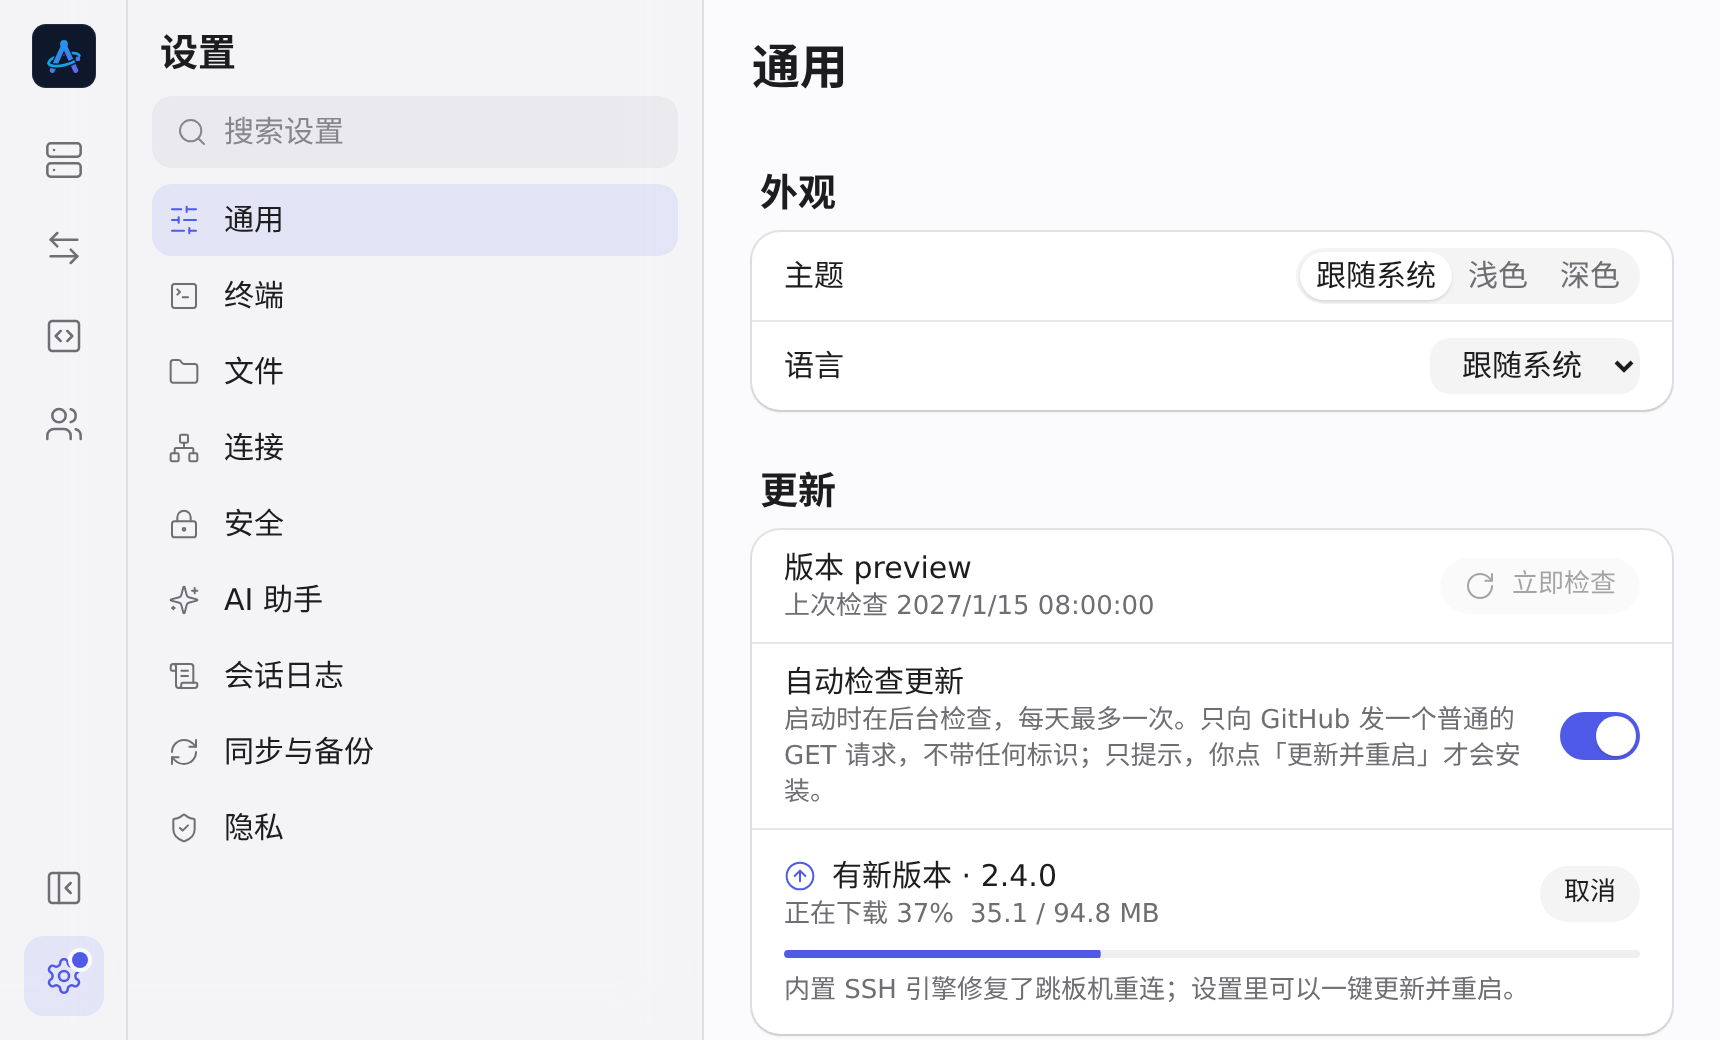 设置
搜索设置
通用
终端
文件
连接
安全
AI 助手
会话日志
同步与备份
隐私
通用
外观
主题
跟随系统 浅色 深色
语言
跟随系统
更新
版本 preview
上次检查 2027/1/15 08:00:00
立即检查
自动检查更新
启动时在后台检查，每天最多一次。只向 GitHub 发一个普通的
GET 请求，不带任何标识；只提示，你点「更新并重启」才会安
装。
有新版本 · 2.4.0
正在下载 37% 35.1 / 94.8 MB
取消
内置 SSH 引擎修复了跳板机重连；设置里可以一键更新并重启。